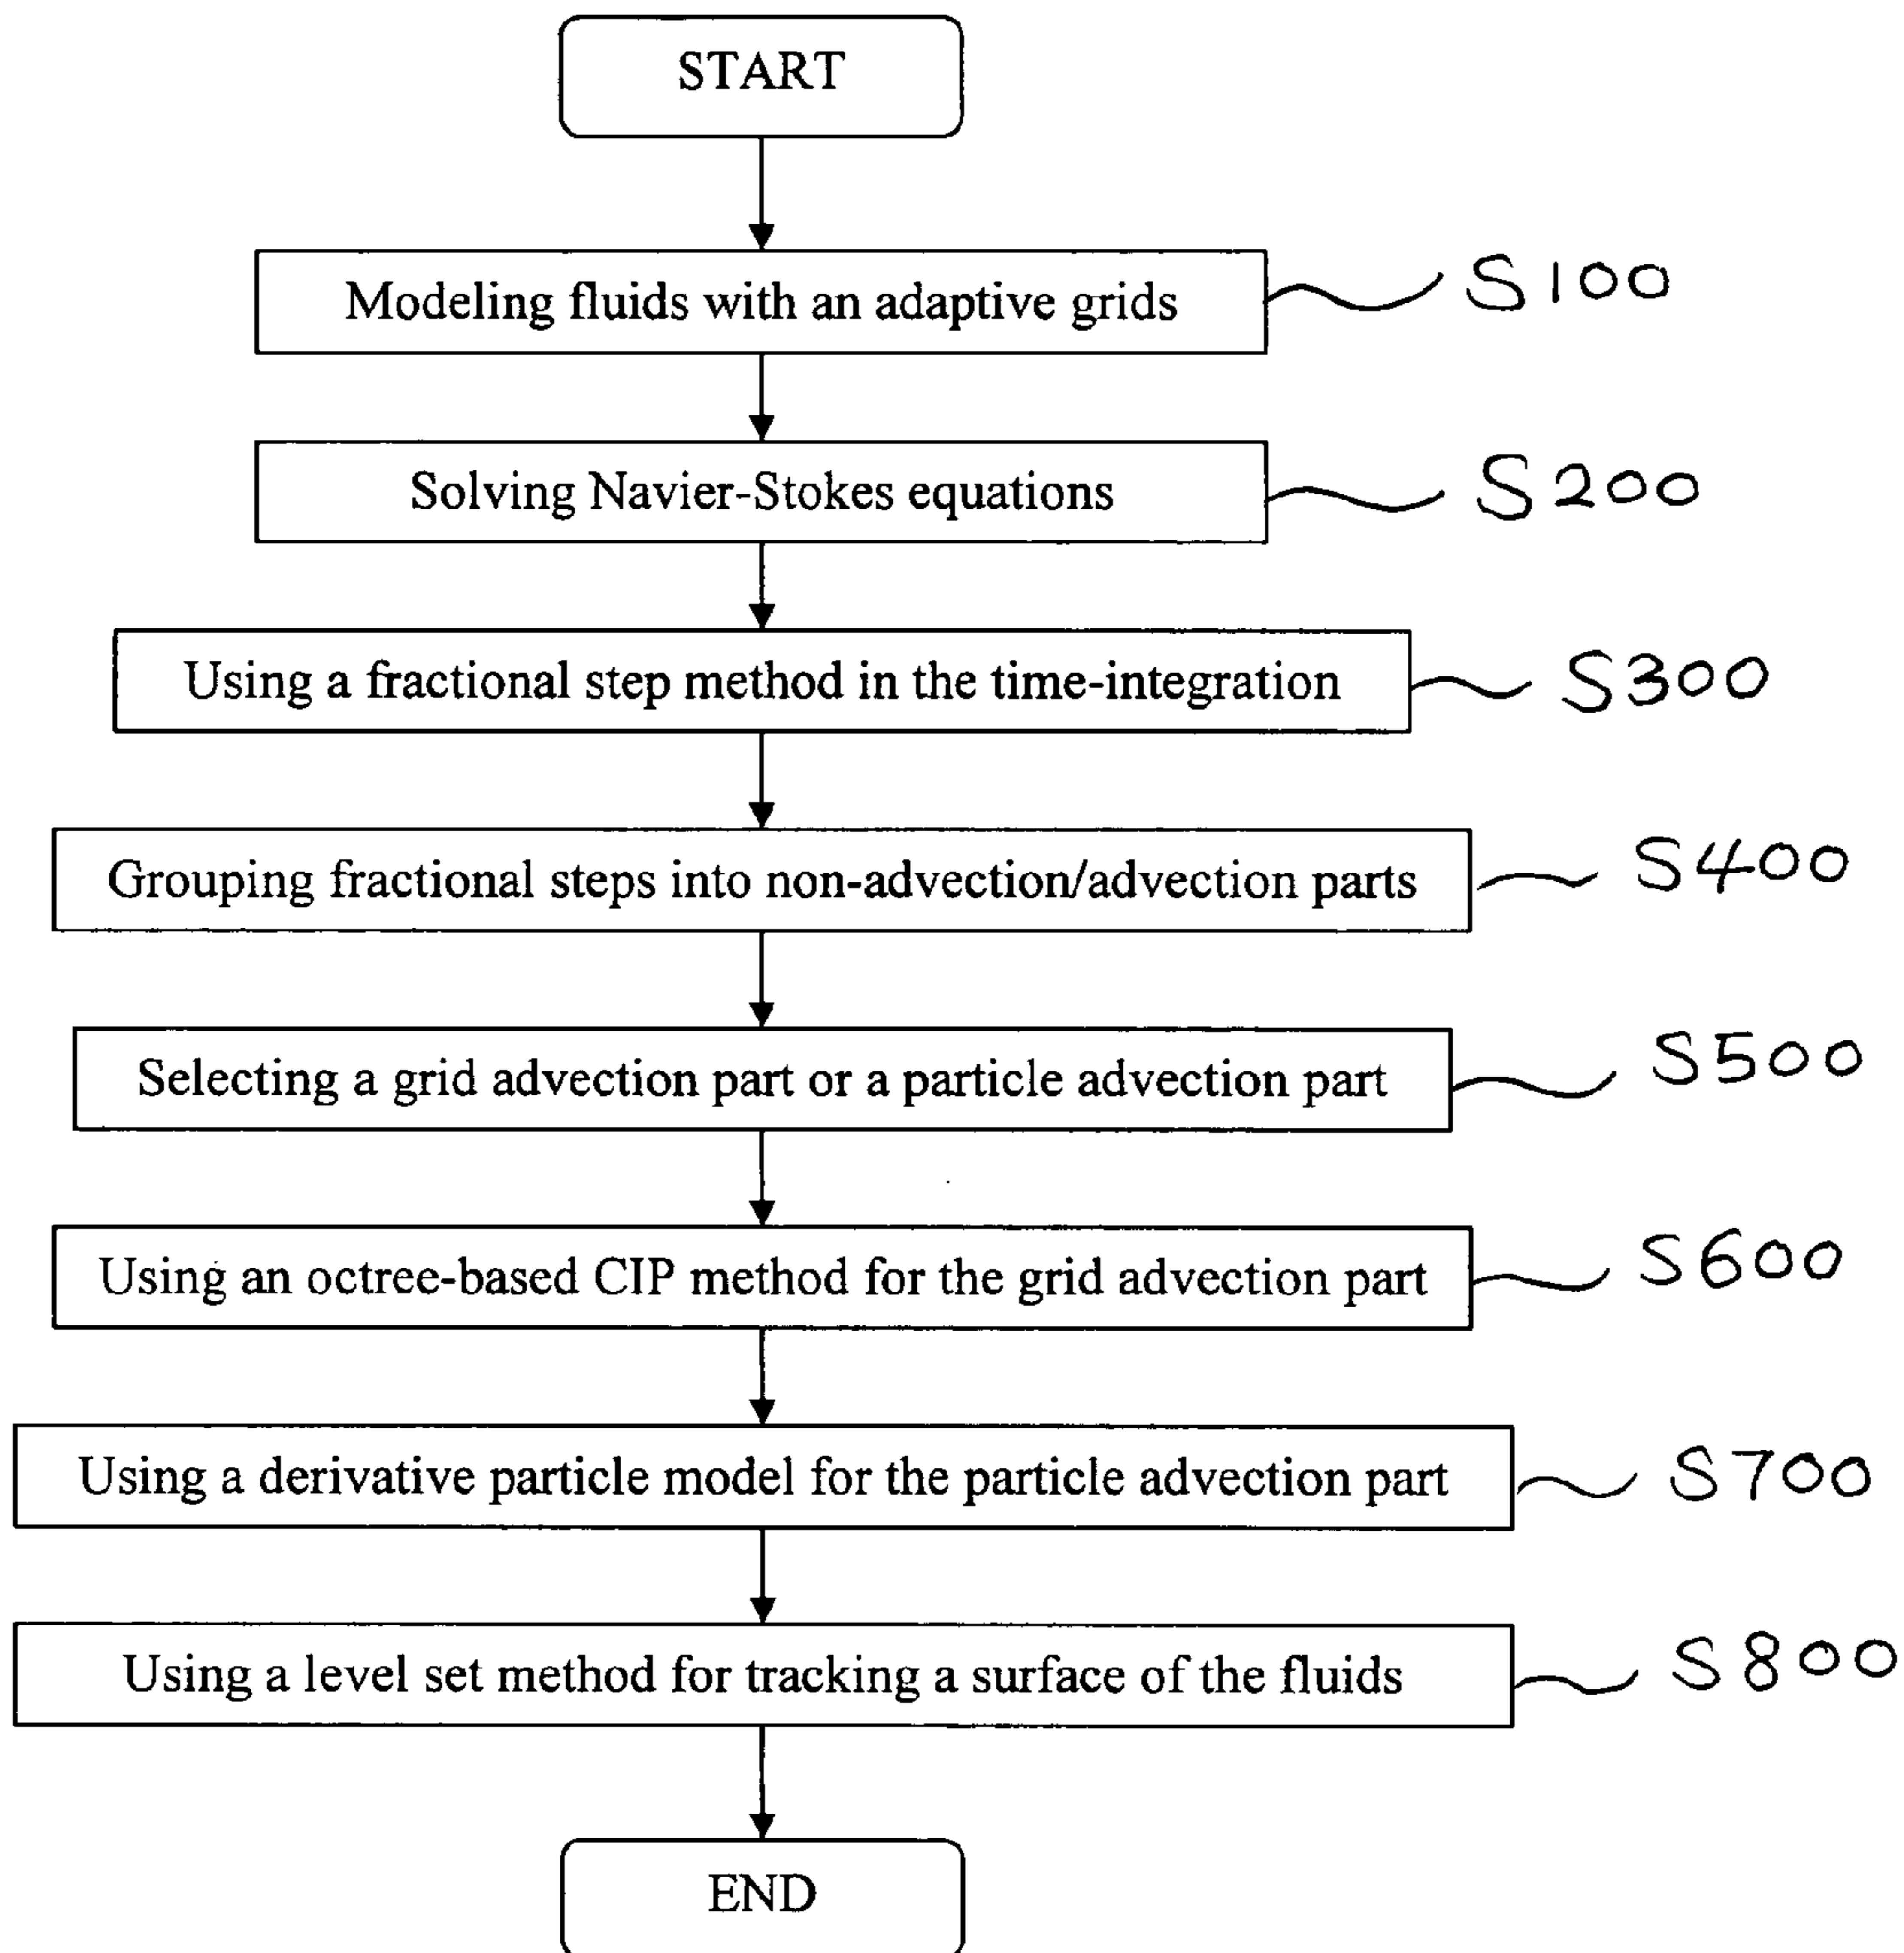 START
Modeling fluids with an adaptive grids
S100
Solving Navier-Stokes equations
S200
Using a fractional step method in the time-integration
S300
Grouping fractional steps into non-advection/advection parts
S400
Selecting a grid advection part or a particle advection part
S500
Using an octree-based CIP method for the grid advection part
S600
Using a derivative particle model for the particle advection part
S700
Using a level set method for tracking a surface of the fluids
S800
END